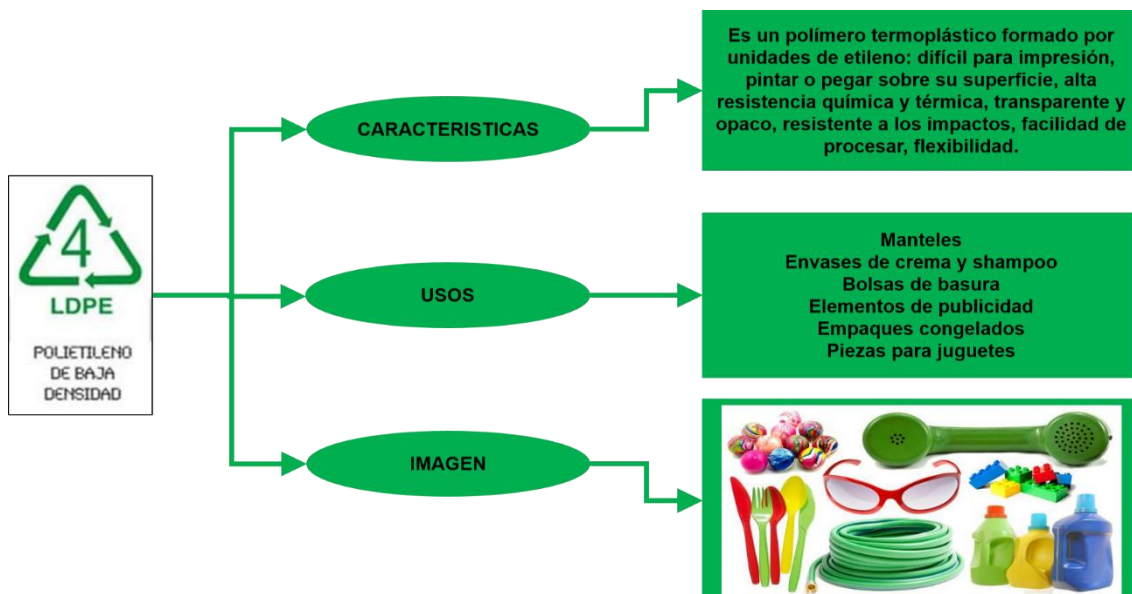 4
LDPE
POLIETILENO
DE BAJA
DENSIDAD
CARACTERISTICAS
Es un polímero termoplástico formado por
unidades de etileno: difícil para impresión,
pintar o pegar sobre su superficie, alta
resistencia química y térmica, transparente y
opaco, resistente a los impactos, facilidad de
procesar, flexibilidad.
USOS
Manteles
Envases de crema y shampoo
Bolsas de basura
Elementos de publicidad
Empaques congelados
Piezas para juguetes
IMAGEN